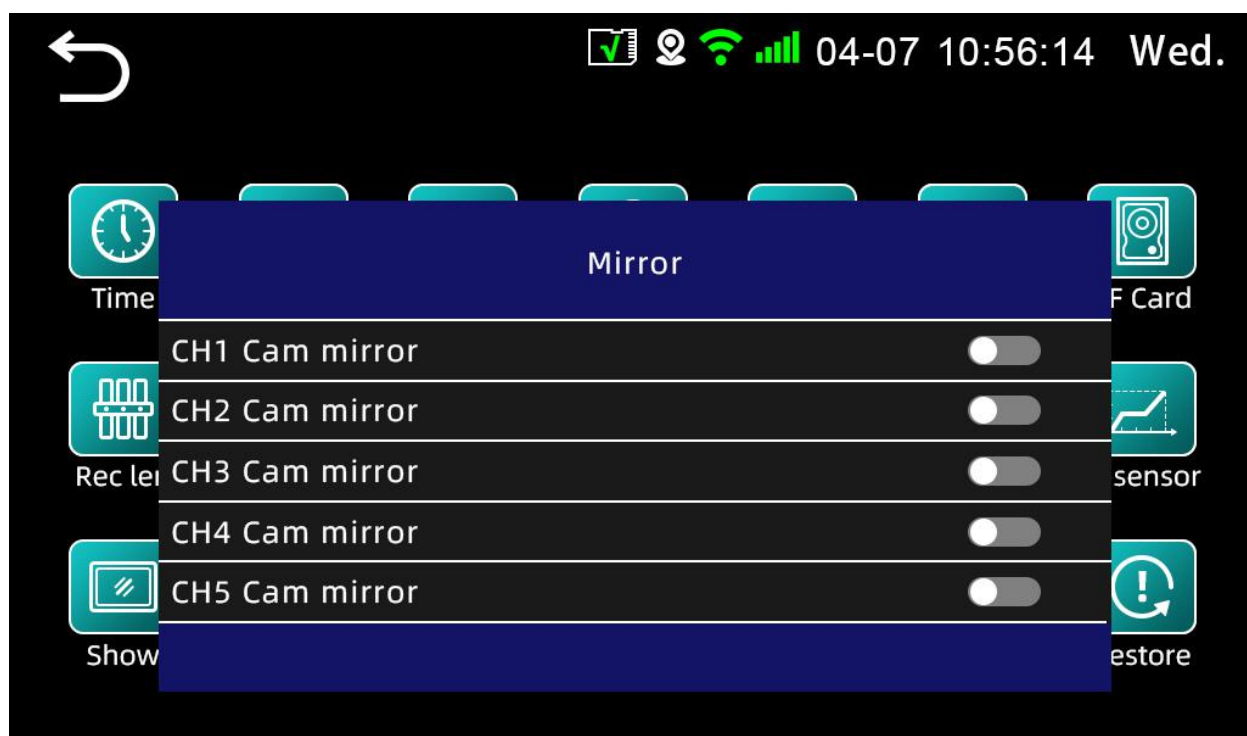 04-07 10:56:14 Wed.
Mirror
Time
F Card
CH1 Cam mirror
CH2 Cam mirror
CH3 Cam mirror
Rec ler
sensor
CH4 Cam mirror
CH5 Cam mirror
Show
estore